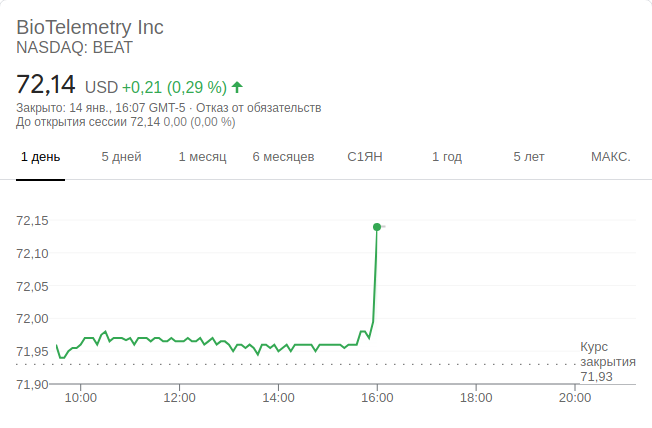 BioTelemetry Inc
NASDAQ: BEAT
72,14 USD +0,21 (0,29 %)
Закрыто: 14 янв., 16:07 GMT-5 · Отказ от обязательств
До открытия сессии 72,14 0,00 (0,00 %)
1 день 5 дней 1 месяц 6 месяцев С1ЯН 1 год 5 лет МАКС.
72,15
72,10
72,05
72,00
71,95
71,90
Курс
закрытия
71,93
10:00 12:00 14:00 16:00 18:00 20:00